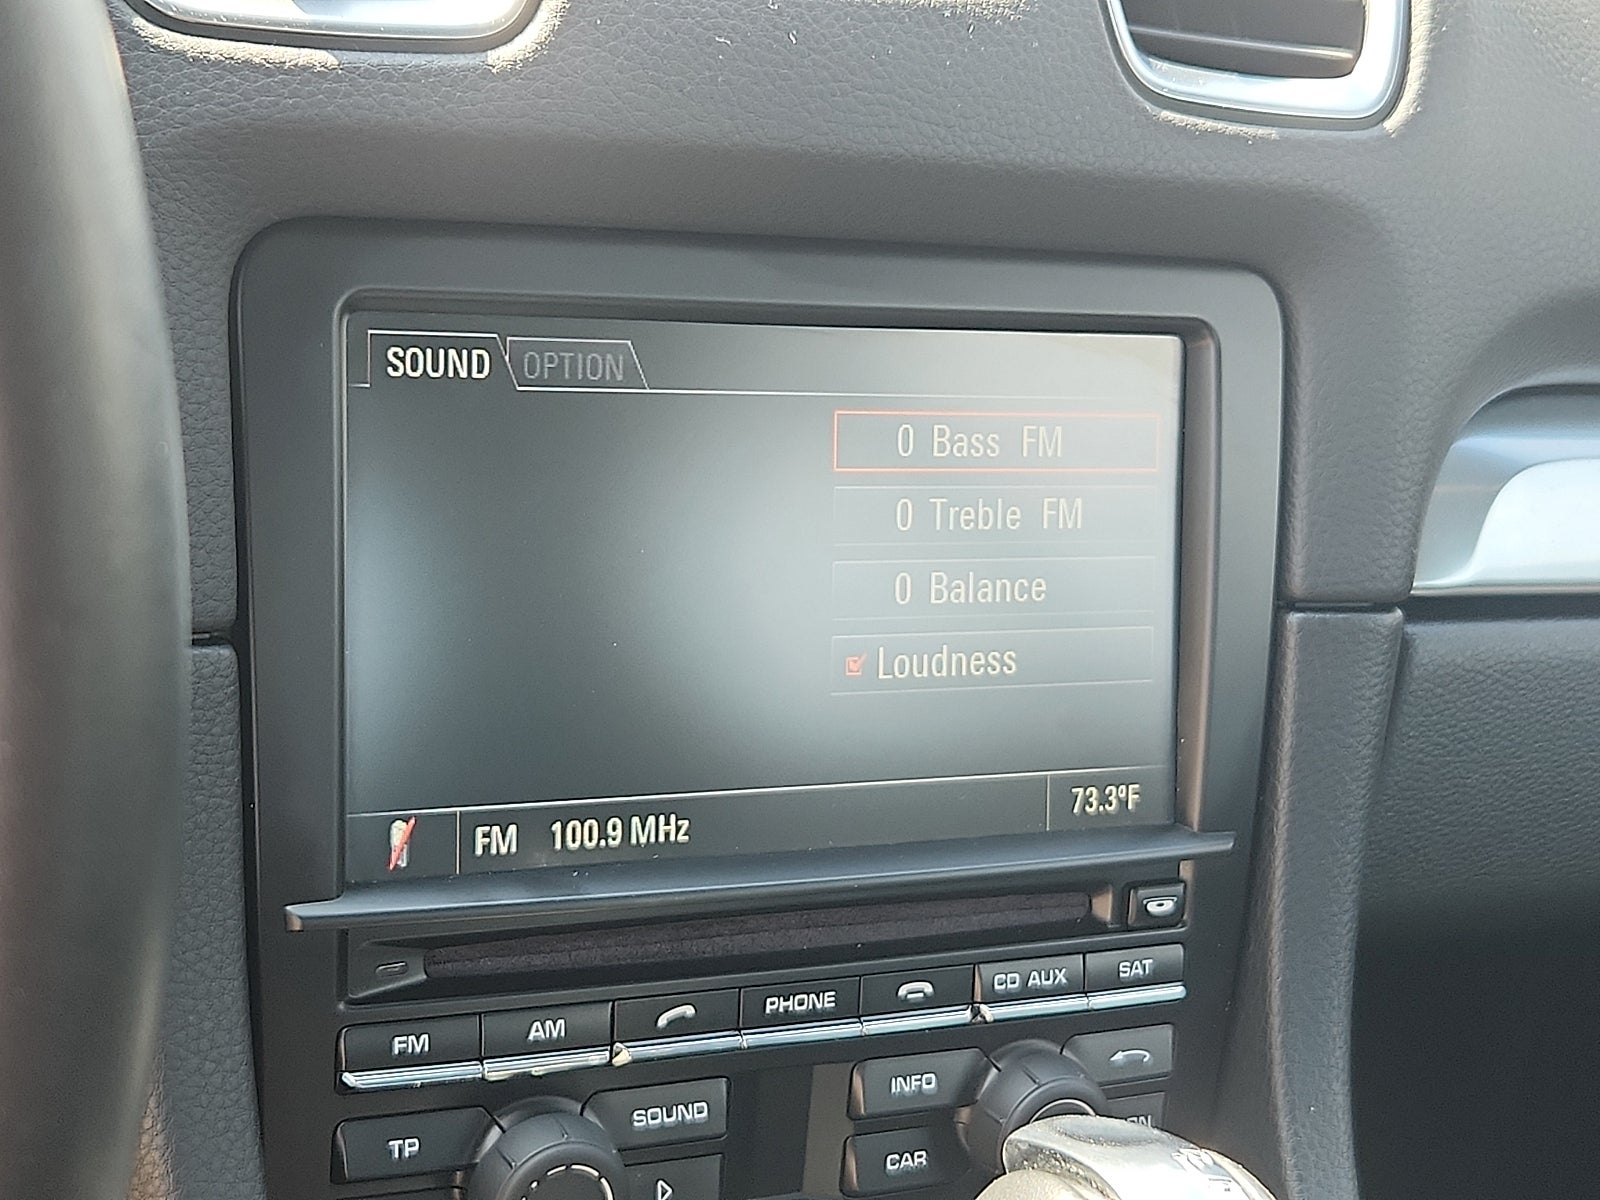 SOUND OPTION
0 Bass FM
0 Treble FM
0 Balance
Loudness
FM 100.9 MHz 73.3°F
FM AM PHONE CD AUX SAT
TP SOUND INFO
CAR